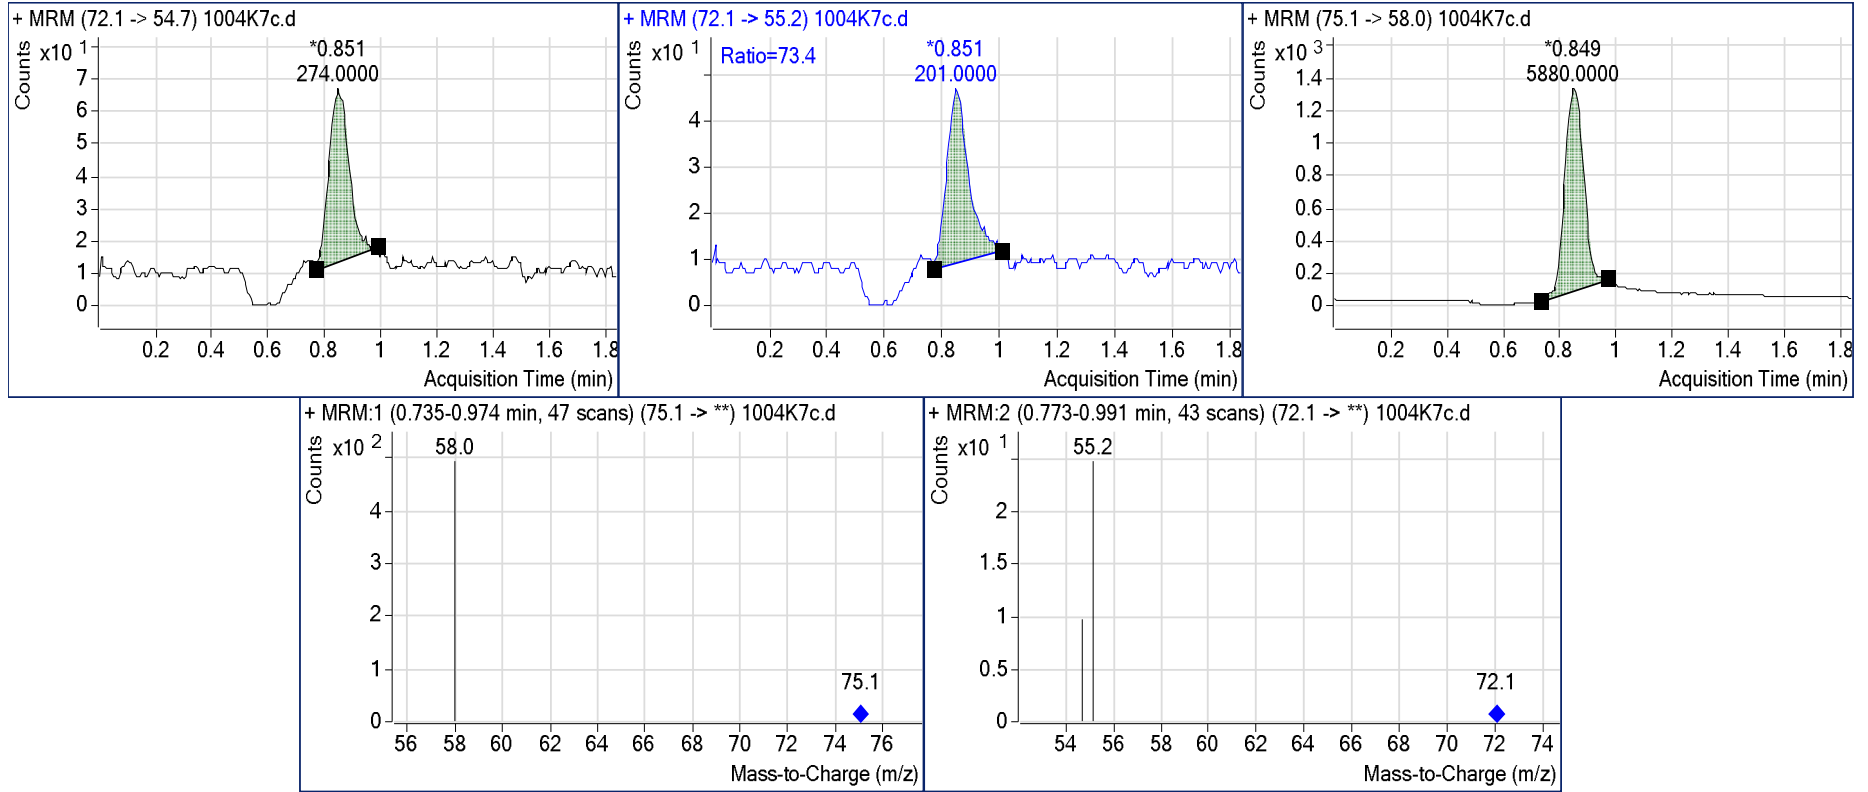 + MRM (72.1 -> 54.7) 1004K7c.d
Counts
x10 1
*0.851
274.0000
7
6
5
4
3
2
1
0
0.2 0.4 0.6 0.8 1 1.2 1.4 1.6 1.8
Acquisition Time (min)
+ MRM (72.1 -> 55.2) 1004K7c.d
Counts
x10 1
Ratio=73.4
*0.851
201.0000
4
3
2
1
0
0.2 0.4 0.6 0.8 1 1.2 1.4 1.6 1.8
Acquisition Time (min)
+ MRM (75.1 -> 58.0) 1004K7c.d
Counts
x10 3
*0.849
5880.0000
1.4
1.2
1
0.8
0.6
0.4
0.2
0
0.2 0.4 0.6 0.8 1 1.2 1.4 1.6 1.8
Acquisition Time (min)
+ MRM:1 (0.735-0.974 min, 47 scans) (75.1 -> **) 1004K7c.d
Counts
x10 2
58.0
4
3
2
1
0
75.1
56 58 60 62 64 66 68 70 72 74 76
Mass-to-Charge (m/z)
+ MRM:2 (0.773-0.991 min, 43 scans) (72.1 -> **) 1004K7c.d
Counts
x10 1
55.2
2
1.5
1
0.5
0
72.1
54 56 58 60 62 64 66 68 70 72 74
Mass-to-Charge (m/z)